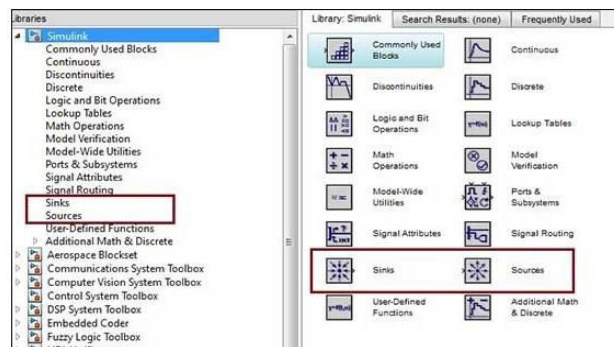 Libraries
Simulink
Commonly Used Blocks
Continuous
Discontinuities
Discrete
Logic and Bit Operations
Lookup Tables
Math Operations
Model Verification
Model-Wide Utilities
Ports & Subsystems
Signal Attributes
Signal Routing
Sinks
Sources
User-Defined Functions
Additional Math & Discrete
Aerospace Blockset
Communications System Toolbox
Computer Vision System Toolbox
Control System Toolbox
DSP System Toolbox
Embedded Coder
Fuzzy Logic Toolbox
Library: Simulink Search Results: (none) Frequently Used
Commonly Used
Blocks
Continuous
Discontinuities
Discrete
Logic and Bit
Operations
Lookup Tables
Math
Operations
Model
Verification
Model-Wide
Utilities
Ports &
Subsystems
Signal Attributes
Signal Routing
Sinks
Sources
User-Defined
Functions
Additional Math
& Discrete